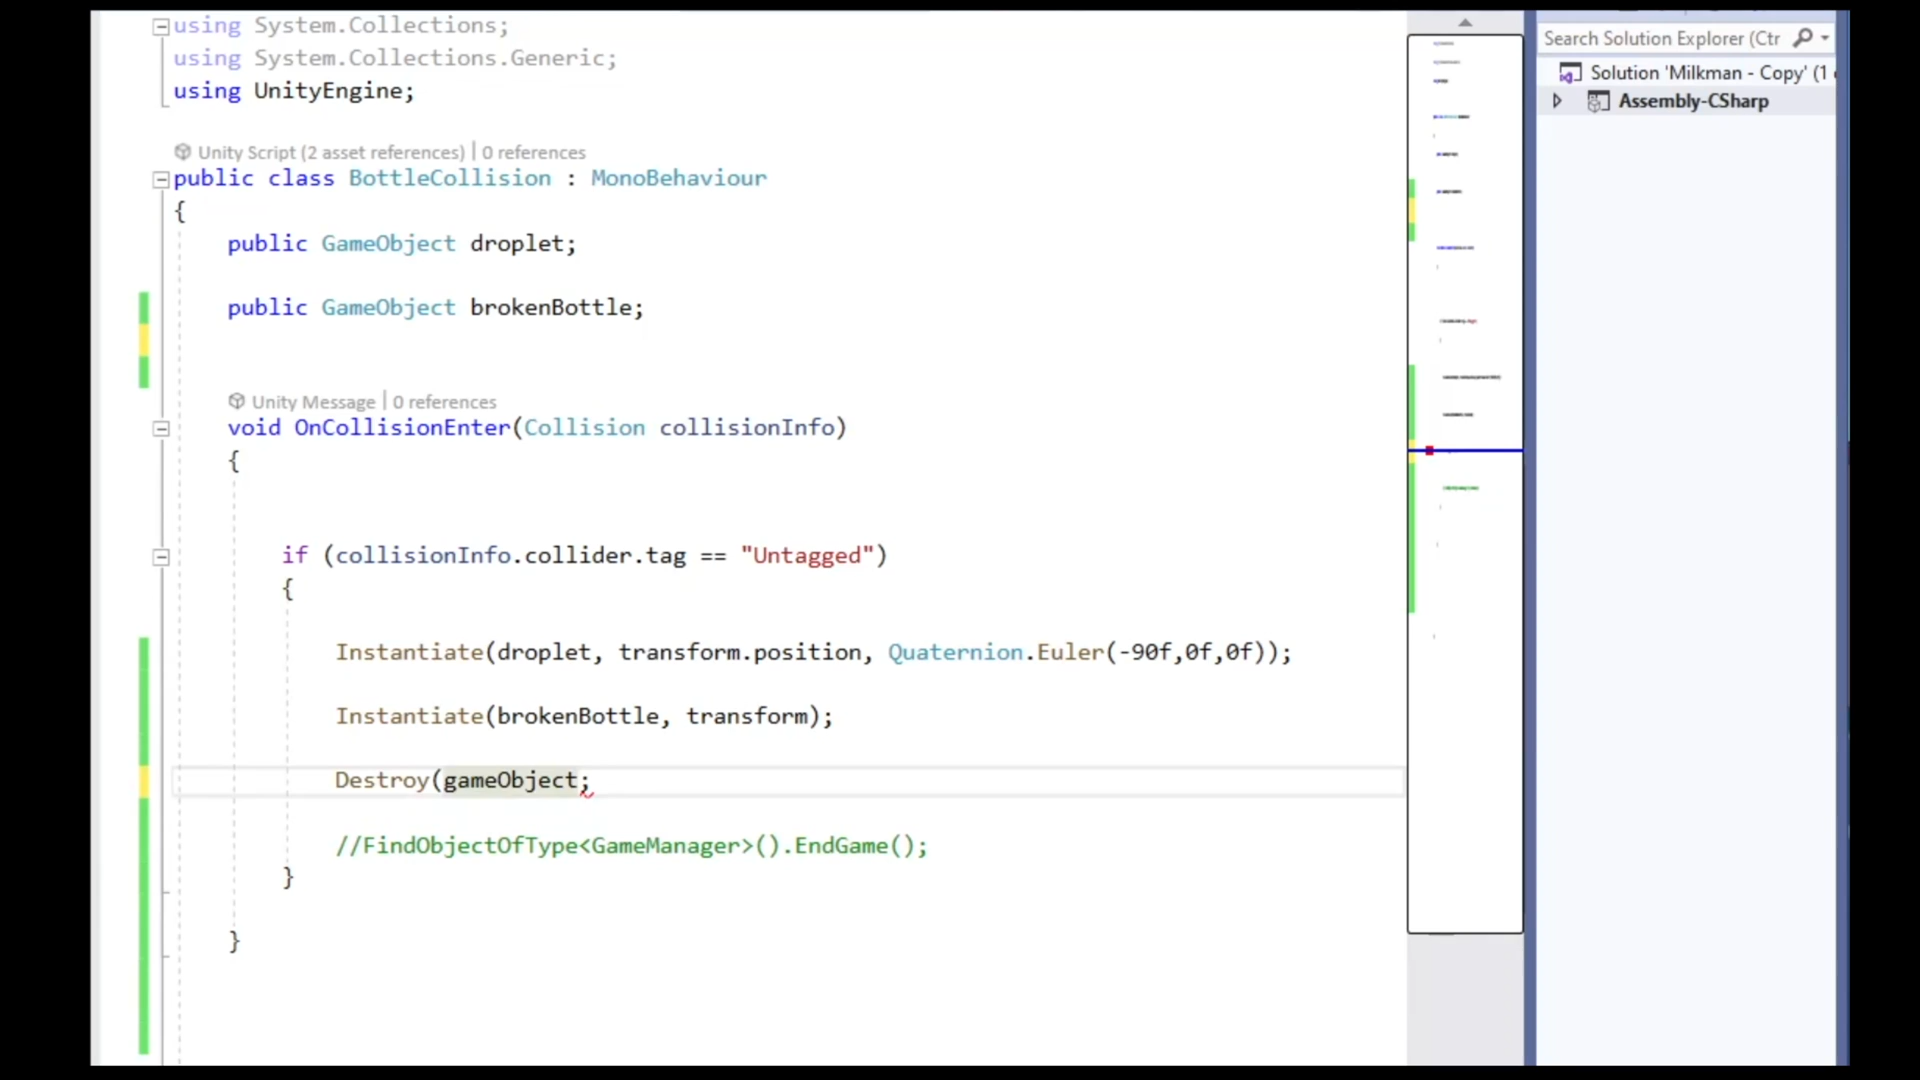 using System.Collections;
using System.Collections.Generic;
using UnityEngine;
Unity Script (2 asset references) | 0 references
public class BottleCollision : MonoBehaviour
{
public GameObject droplet;
public GameObject brokenBottle;
Unity Message | 0 references
void OnCollisionEnter(Collision collisionInfo)
{
if (collisionInfo.collider.tag == "Untagged")
{
Instantiate(droplet, transform.position, Quaternion.Euler(-90f,0f,0f));
Instantiate(brokenBottle, transform);
Destroy(gameObject;
//FindObjectOfType<GameManager>().EndGame();
}
}
Search Solution Explorer (Ctr
Solution 'Milkman - Copy' (1
Assembly-CSharp